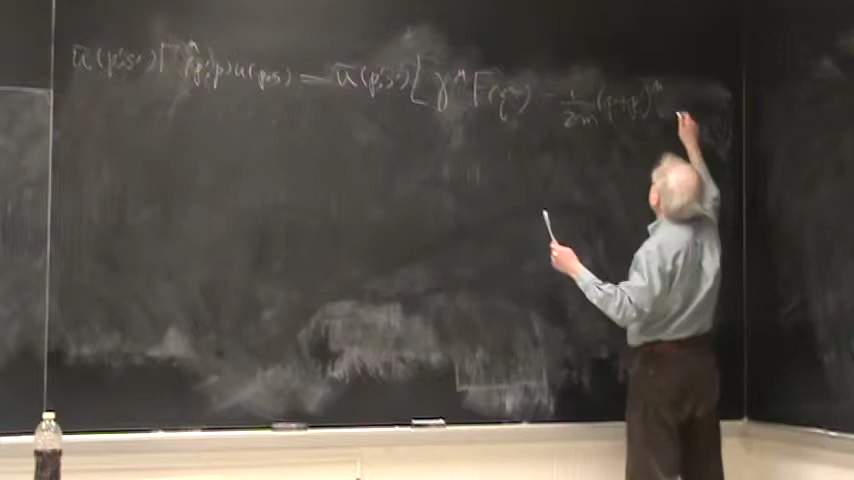 ū(p',s')Γ^μ(p',p)u(p,s) = ū(p',s')[γ^μ F(q²) - 1/2m (p+p')^μ